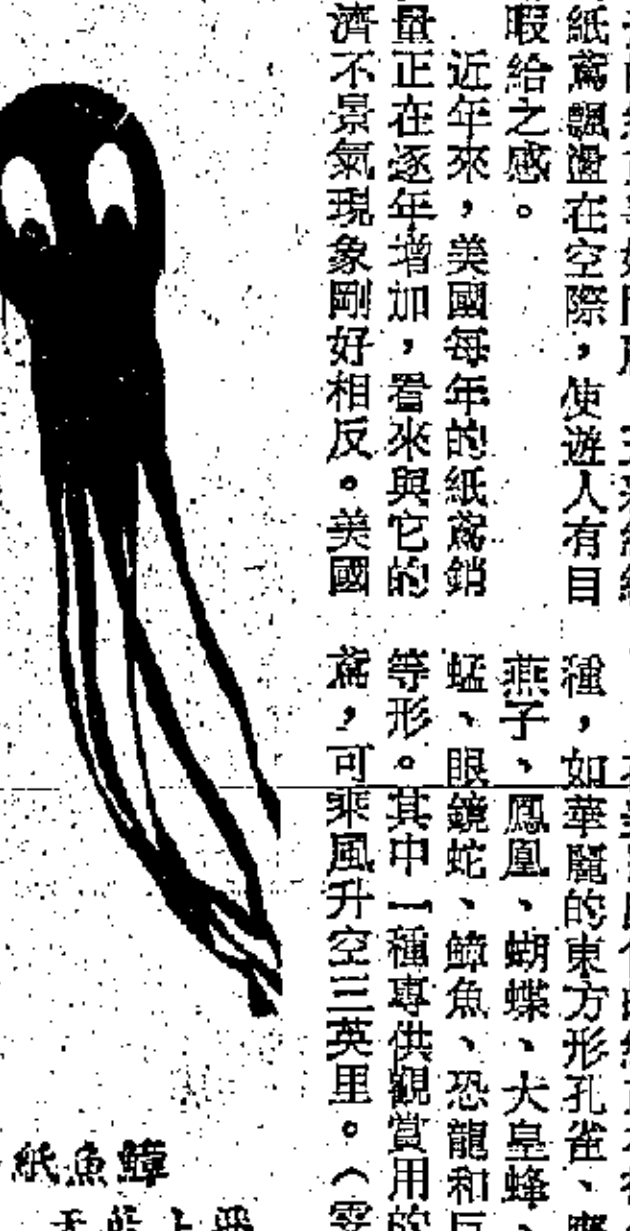 紙鳶飄盪在空際，使遊人有目
暇給之感。
近年來，美國每年的紙鳶銷
量正在逐年增加，看來與它的
濟不景氣現象剛好相反。美國
種，如華麗的東方形孔雀、
燕子、鳳凰、蝴蝶、大皇蜂、
蜢、眼鏡蛇、鱆魚、恐龍和
等形。其中一種專供觀賞用的
鳶，可乘風升空三英里。（
鱆魚紙